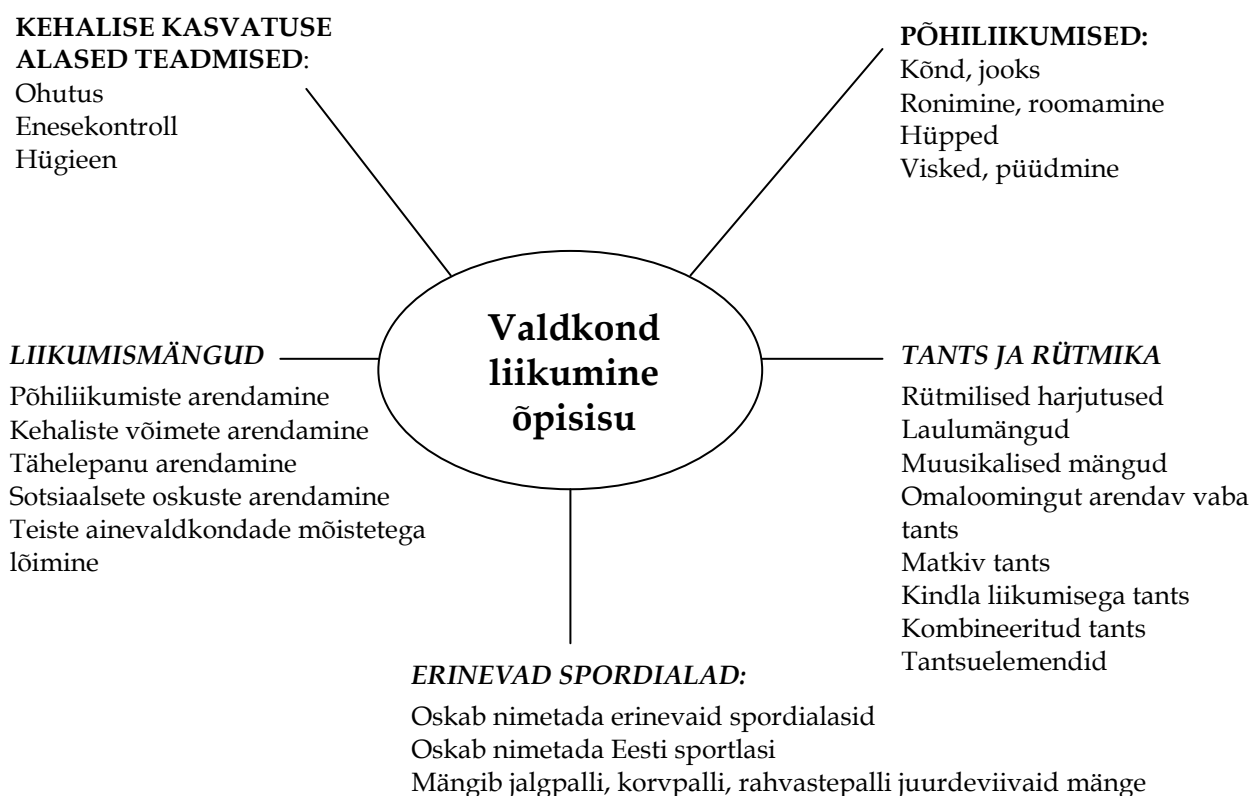 KEHALISE KASVATUSE
ALASED TEADMISED:
Ohutus
Enesekontroll
Hügieen
PÕHILIIKUMISED:
Kõnd, jooks
Ronimine, roomamine
Hüpped
Visked, püüdmine
Valdkond
liikumine
õpisisu
LIIKUMISMÄNGUD
Põhiliikumiste arendamine
Kehaliste võimete arendamine
Tähelepanu arendamine
Sotsiaalsete oskuste arendamine
Teiste ainevaldkondade mõistetega
lõimine
TANTS JA RÜTMIKA
Rütmilised harjutused
Laulumängud
Muusikalised mängud
Omaloomingut arendav vaba
tants
Matkiv tants
Kindla liikumisega tants
Kombineeritud tants
Tantsuelemendid
ERINEVAD SPORDIALAD:
Oskab nimetada erinevaid spordialasid
Oskab nimetada Eesti sportlasi
Mängib jalgpalli, korvpalli, rahvastepalli juurdeviivaid mänge